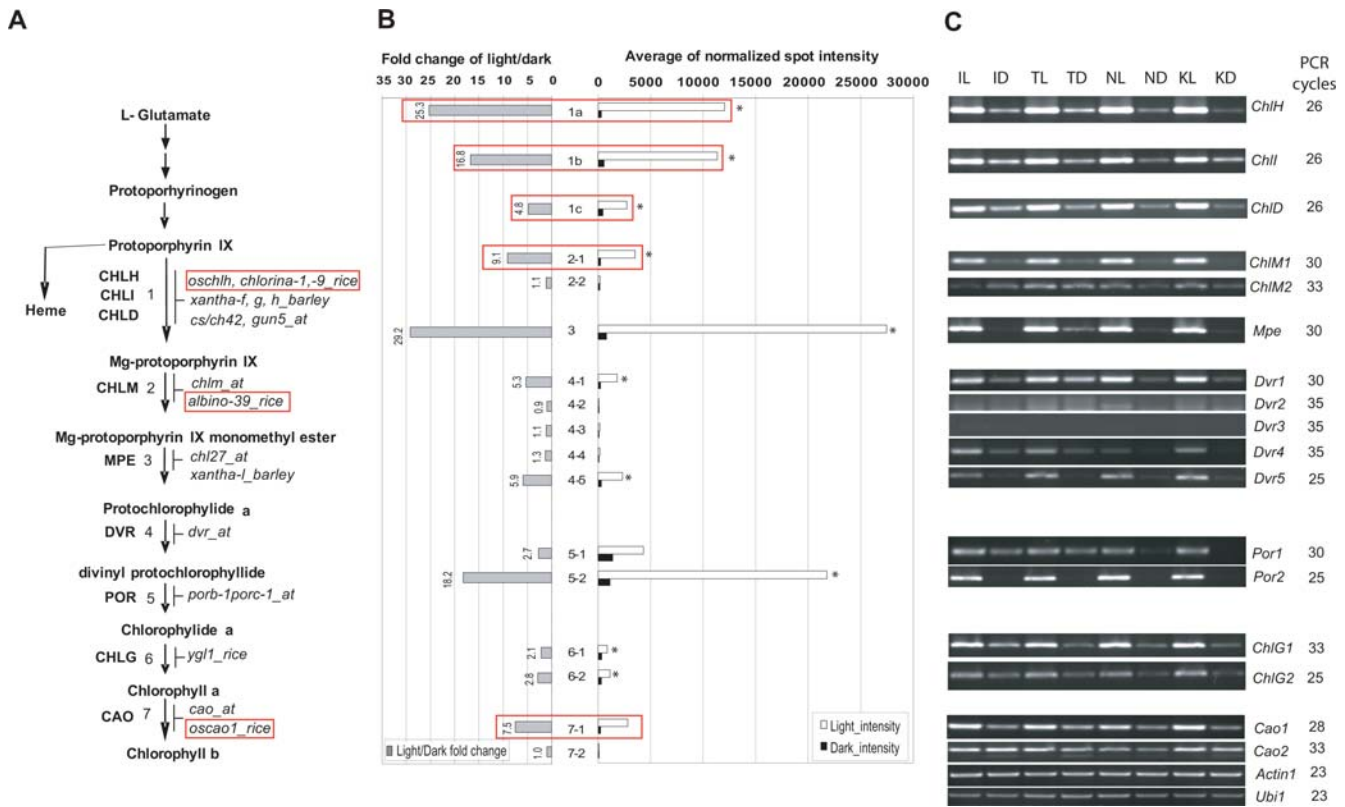 A
L- Glutamate
Protoporhyrinogen
Protoporphyrin IX
Heme
CHLH
CHLI 1
CHLD
oschlh, chlorina-1,-9_rice
xantha-f, g, h_barley
cs/ch42, gun5_at
Mg-protoporphyrin IX
CHLM 2
chlm_at
albino-39_rice
Mg-protoporphyrin IX monomethyl ester
MPE 3
chl27_at
xantha-l_barley
Protochlorophylide a
DVR 4 dvr_at
divinyl protochlorophyllide
POR 5 porb-1porc-1_at
Chlorophylide a
CHLG 6 ygl1_rice
Chlorophyll a
CAO 7
cao_at
oscao1_rice
Chlorophyll b
B
Fold change of light/dark Average of normalized spot intensity
35 30 25 20 15 10 5 0 0 5000 10000 15000 20000 25000 30000
25.3 1a *
16.8 1b *
4.8 1c *
9.1 2-1 *
1.1 2-2
29.2 3 *
5.3 4-1 *
0.9 4-2
1.1 4-3
1.3 4-4
5.9 4-5 *
2.7 5-1
18.2 5-2 *
2.1 6-1 *
2.8 6-2 *
7.5 7-1
1.0 7-2
Light/Dark fold change
Light_intensity
Dark_intensity
C
IL ID TL TD NL ND KL KD PCR cycles
ChlH 26
ChlI 26
ChlD 26
ChlM1 30
ChlM2 33
Mpe 30
Dvr1 30
Dvr2 35
Dvr3 35
Dvr4 35
Dvr5 25
Por1 30
Por2 25
ChlG1 33
ChlG2 25
Cao1 28
Cao2 33
Actin1 23
Ubi1 23